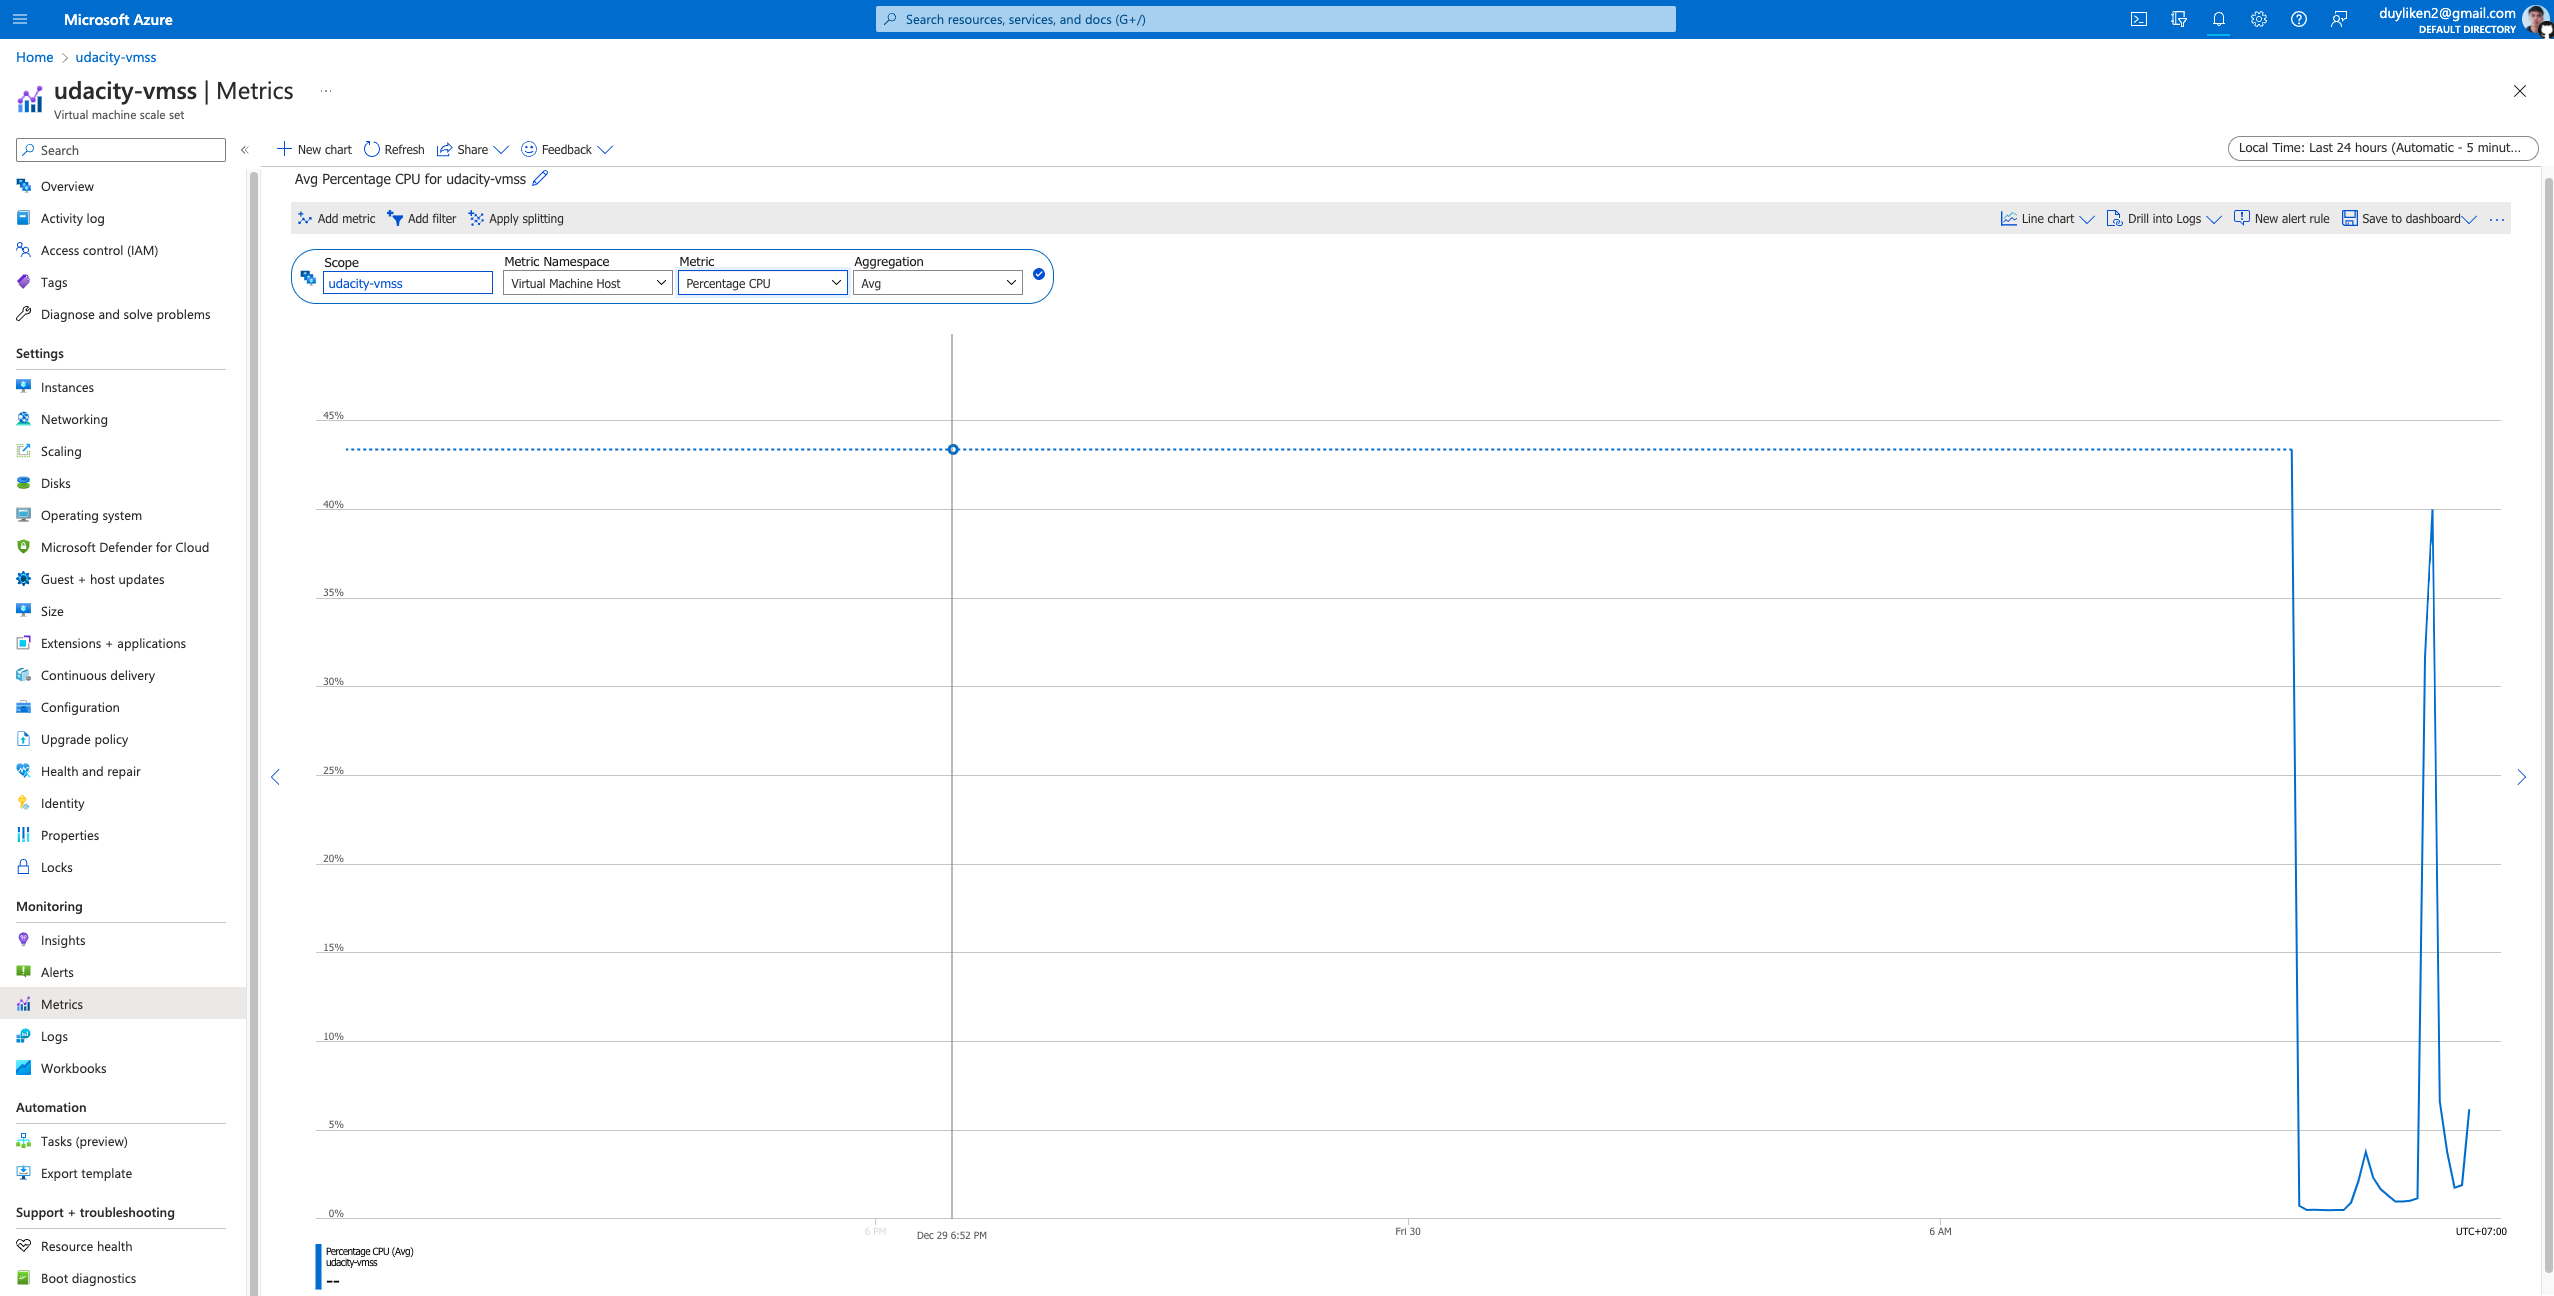 Microsoft Azure
Search resources, services, and docs (G+/)
duyliken2@gmail.com
DEFAULT DIRECTORY
Home > udacity-vmss
udacity-vmss | Metrics ...
Virtual machine scale set
Search
«
New chart Refresh Share Feedback
Local Time: Last 24 hours (Automatic - 5 minut...
Overview
Activity log
Access control (IAM)
Tags
Diagnose and solve problems
Settings
Instances
Networking
Scaling
Disks
Operating system
Microsoft Defender for Cloud
Guest + host updates
Size
Extensions + applications
Continuous delivery
Configuration
Upgrade policy
Health and repair
Identity
Properties
Locks
Monitoring
Insights
Alerts
Metrics
Logs
Workbooks
Automation
Tasks (preview)
Export template
Support + troubleshooting
Resource health
Boot diagnostics
Avg Percentage CPU for udacity-vmss
Add metric Add filter Apply splitting
Line chart Drill into Logs New alert rule Save to dashboard ...
Scope Metric Namespace Metric Aggregation
udacity-vmss Virtual Machine Host Percentage CPU Avg
45%
40%
35%
30%
25%
20%
15%
10%
5%
0%
6 PM Dec 29 6:52 PM Fri 30 6 AM UTC+07:00
Percentage CPU (Avg)
udacity-vmss
--